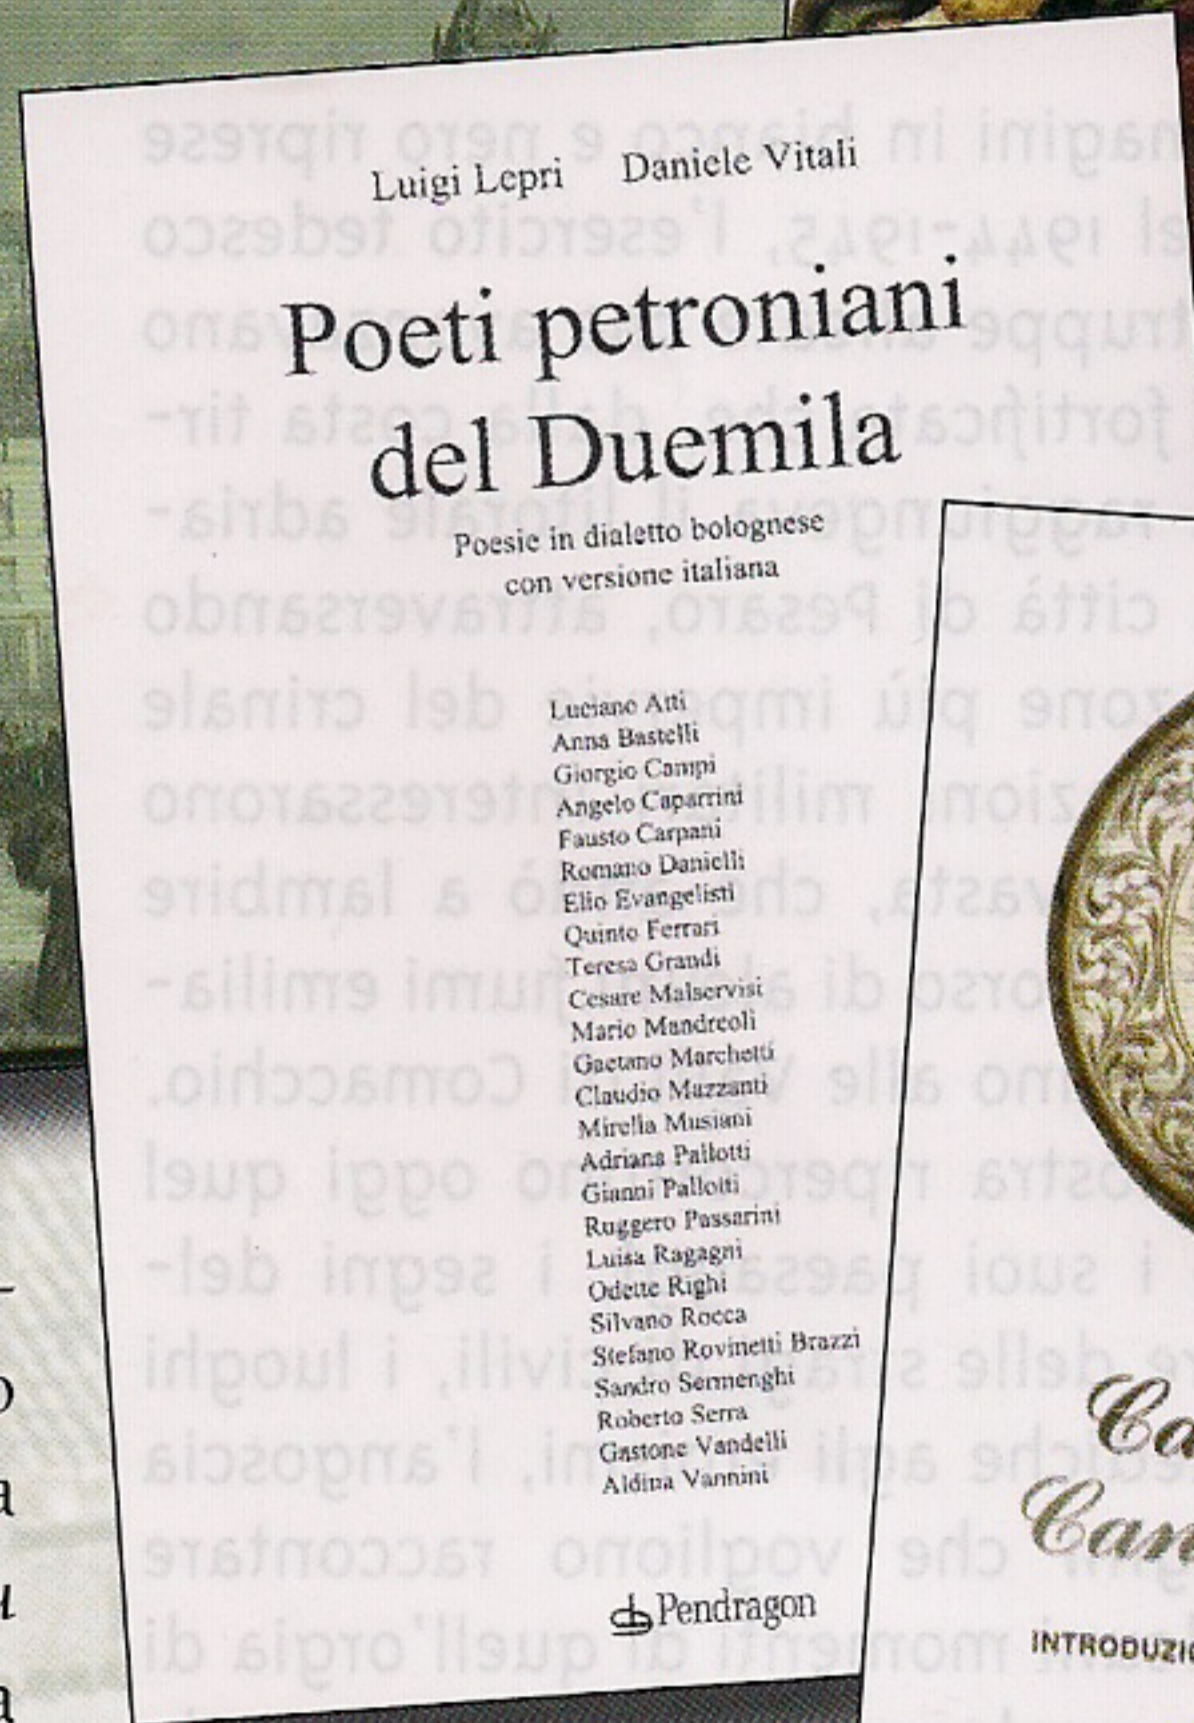 Luigi Lepri Daniele Vitali
Poeti petroniani
del Duemila
Poesie in dialetto bolognese
con versione italiana
Luciano Atti
Anna Bastelli
Giorgio Campi
Angelo Caparrini
Fausto Carpani
Romano Danielli
Elio Evangelisti
Quinto Ferrari
Teresa Grandi
Cesare Malservisi
Mario Mandreoli
Gaetano Marchetti
Claudio Mazzanti
Mirella Musiani
Adriana Pallotti
Gianni Pallotti
Ruggero Passarini
Luisa Ragagni
Odette Righi
Silvano Rocca
Stefano Rovinetti Brazzi
Sandro Sermenghi
Roberto Serra
Gastone Vandelli
Aldina Vannini
Pendragon
Ca
Can
INTRODUZIO